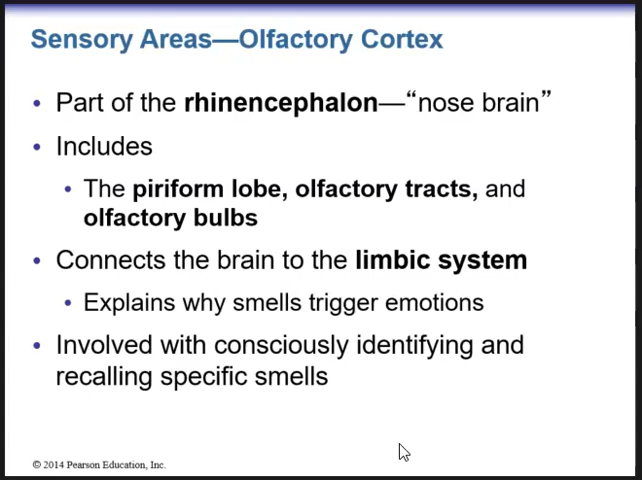 Sensory Areas—Olfactory Cortex
• Part of the rhinencephalon—“nose brain”
• Includes
• The piriform lobe, olfactory tracts, and
olfactory bulbs
• Connects the brain to the limbic system
• Explains why smells trigger emotions
• Involved with consciously identifying and
recalling specific smells
© 2014 Pearson Education, Inc.